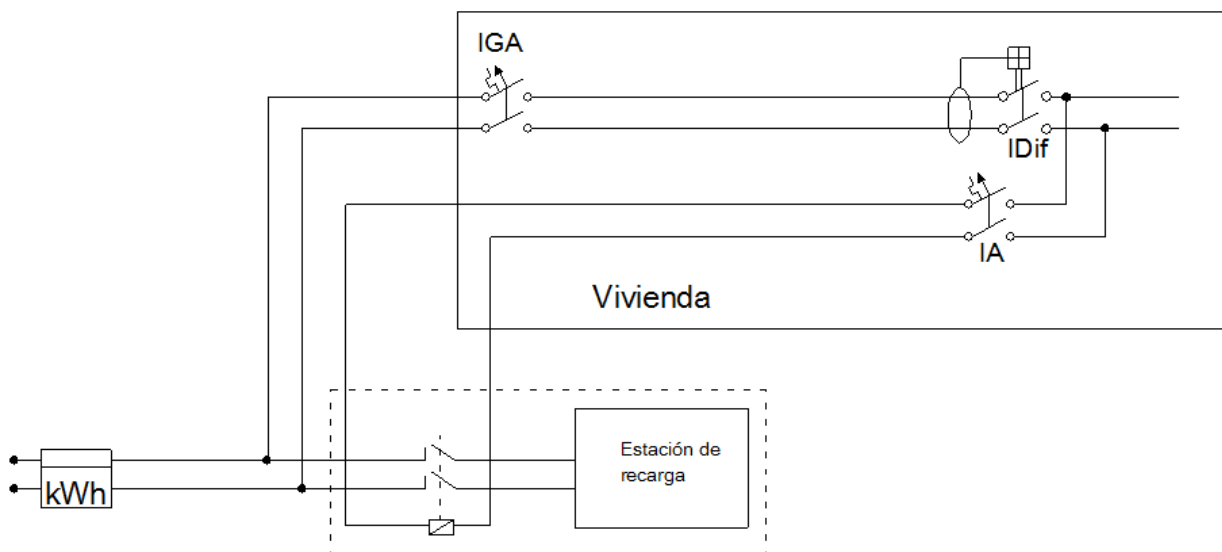 IGA
IDif
IA
Vivienda
Estación de
recarga
kWh